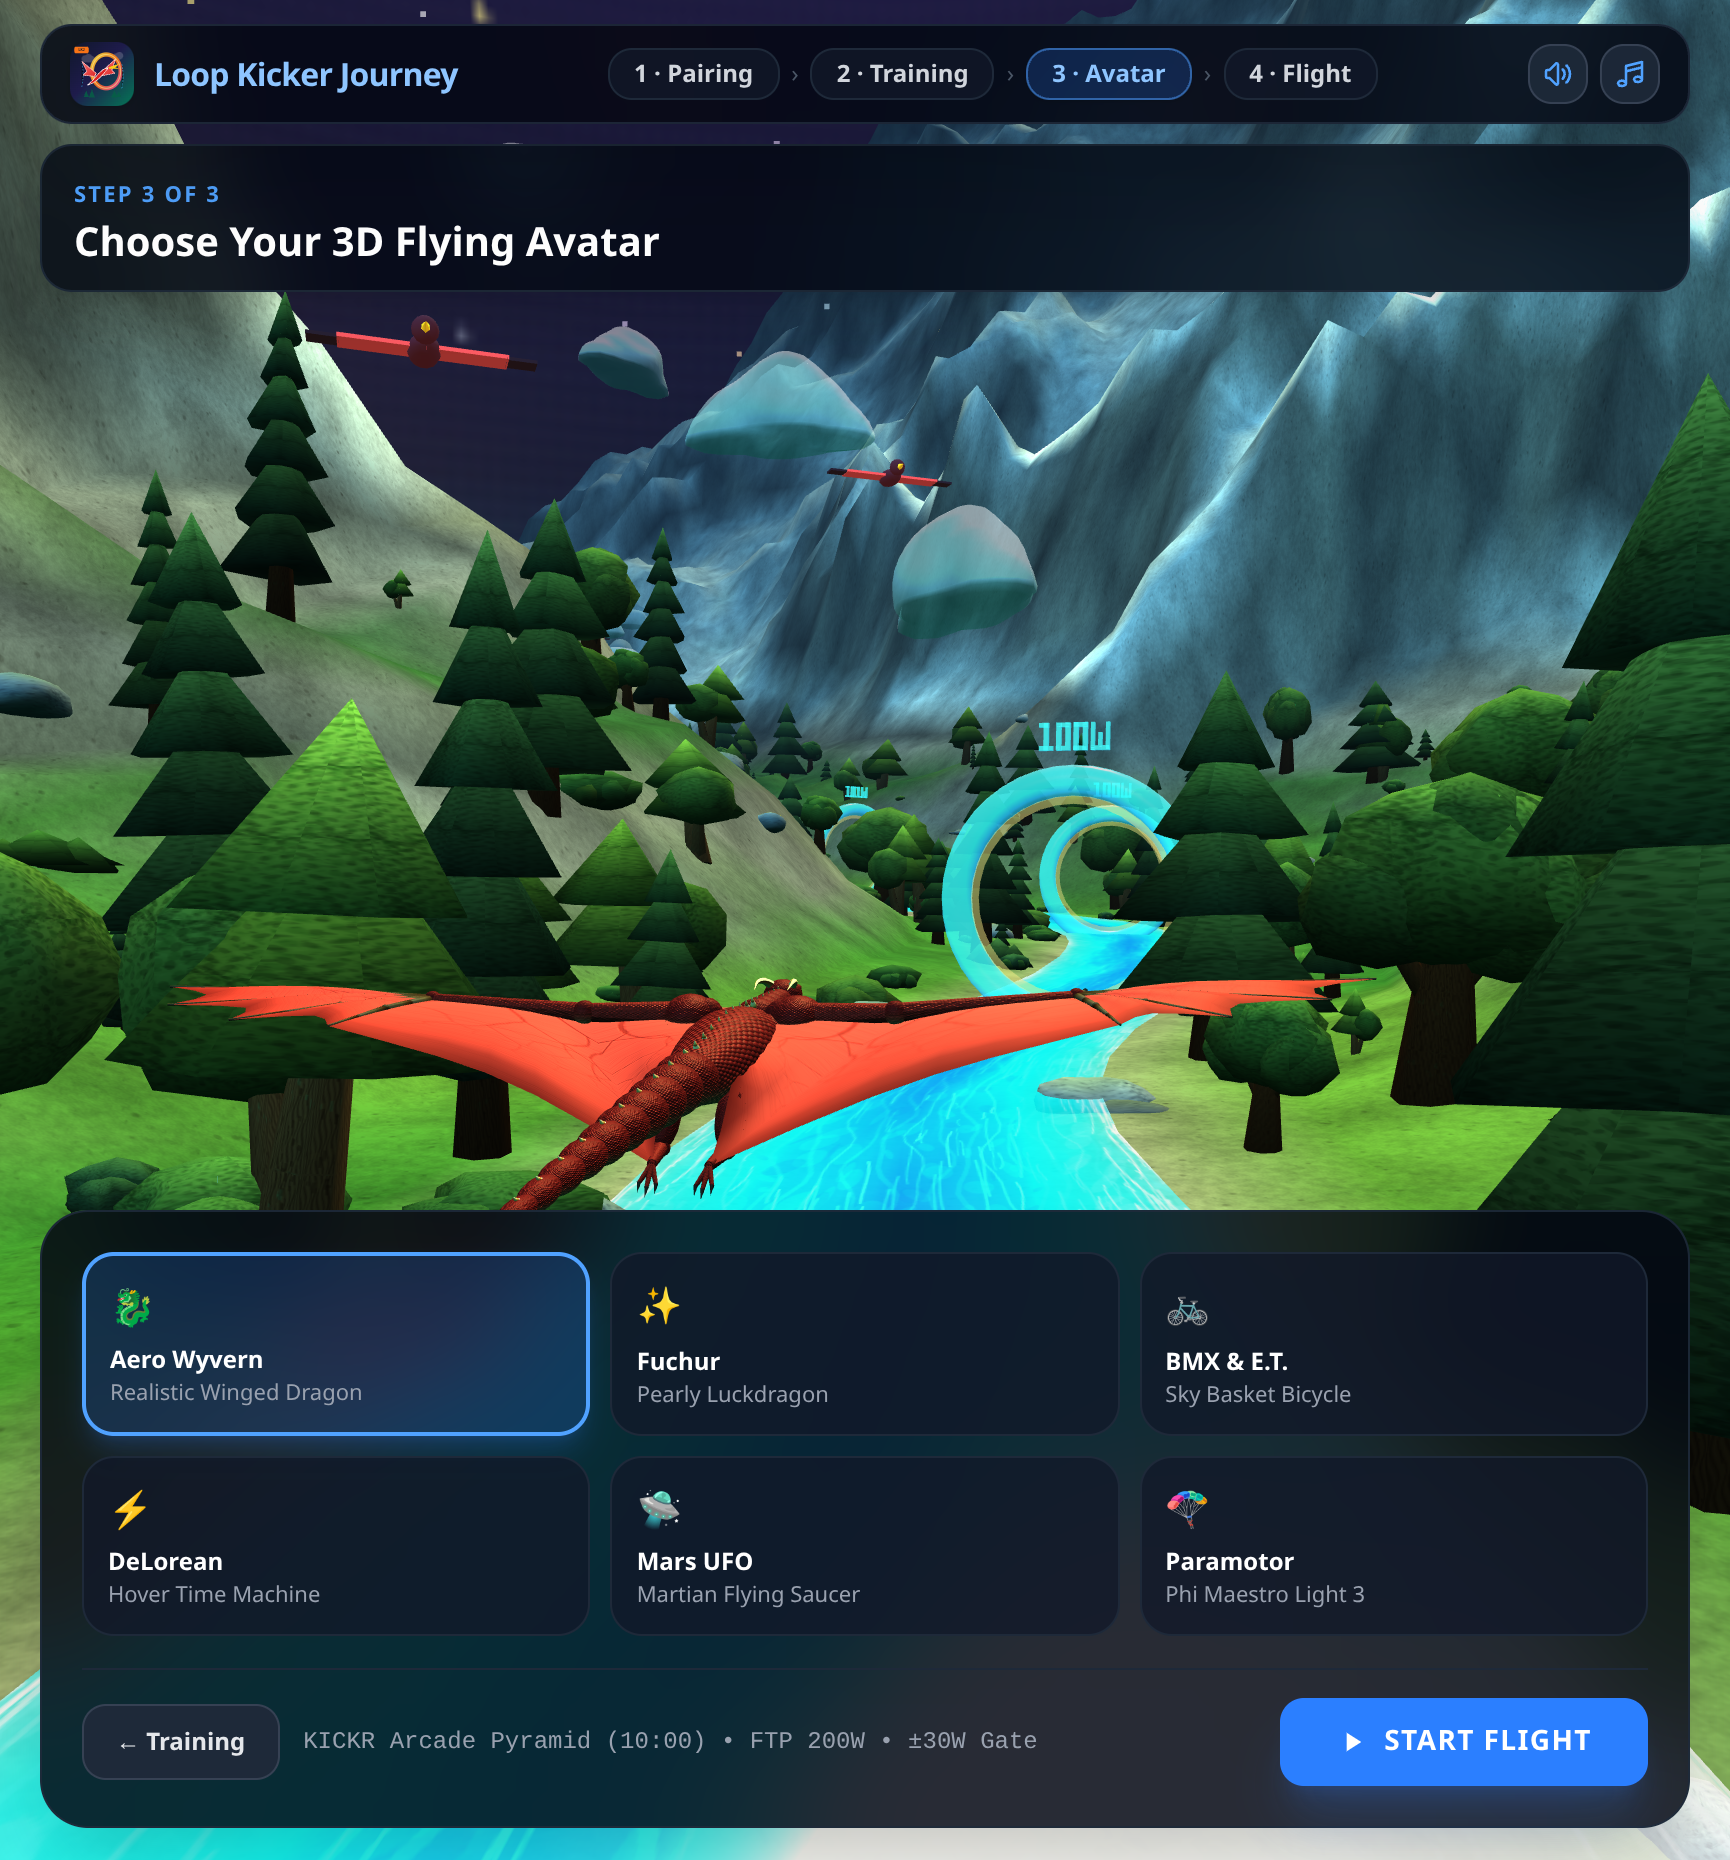 Loop Kicker Journey
1 · Pairing › 2 · Training › 3 · Avatar › 4 · Flight
STEP 3 OF 3
Choose Your 3D Flying Avatar
100W
100W
Aero Wyvern
Realistic Winged Dragon
Fuchur
Pearly Luckdragon
BMX & E.T.
Sky Basket Bicycle
DeLorean
Hover Time Machine
Mars UFO
Martian Flying Saucer
Paramotor
Phi Maestro Light 3
← Training
KICKR Arcade Pyramid (10:00) • FTP 200W • ±30W Gate
START FLIGHT